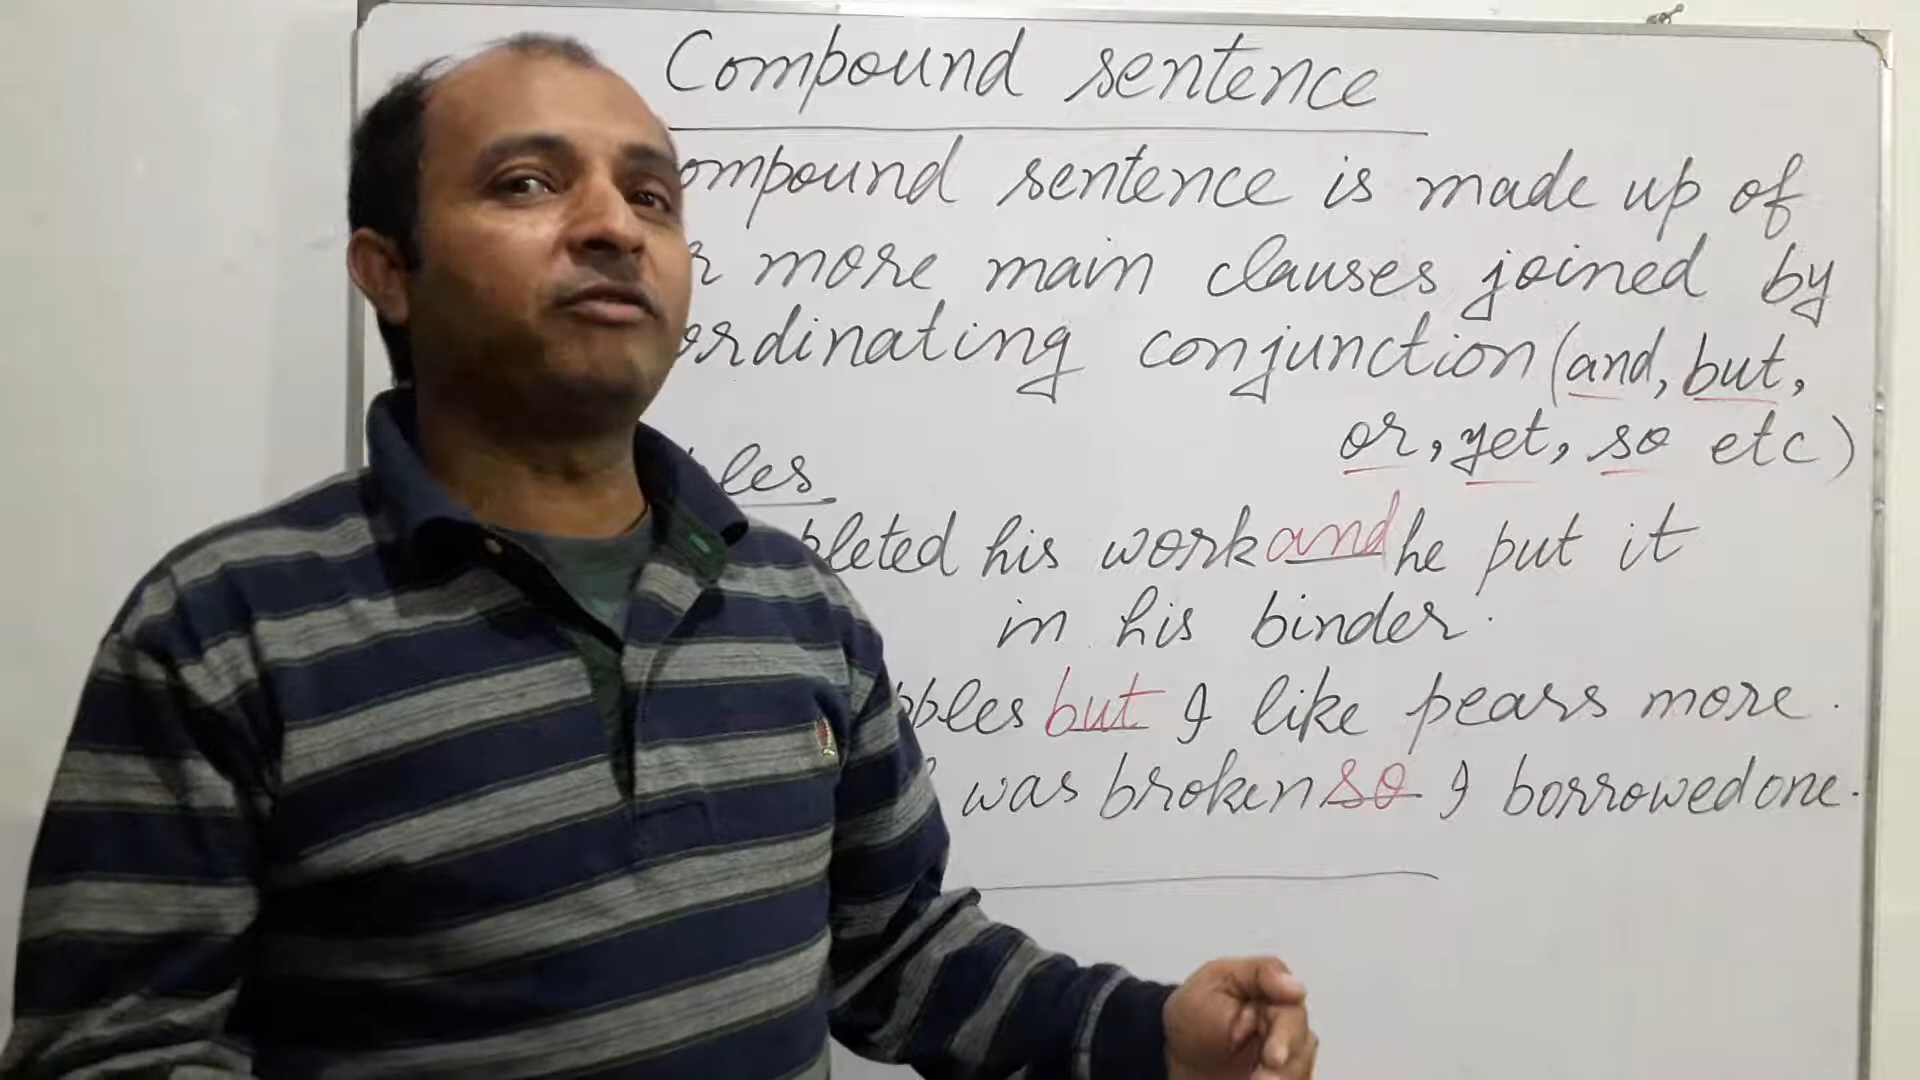 Compound sentence
ompound sentence is made up of
r more main clauses joined by
ordinating conjunction (and, but,
or, yet, so etc)
les
pleted his work and he put it
in his binder.
pples but I like pears more.
was broken so I borrowed one.